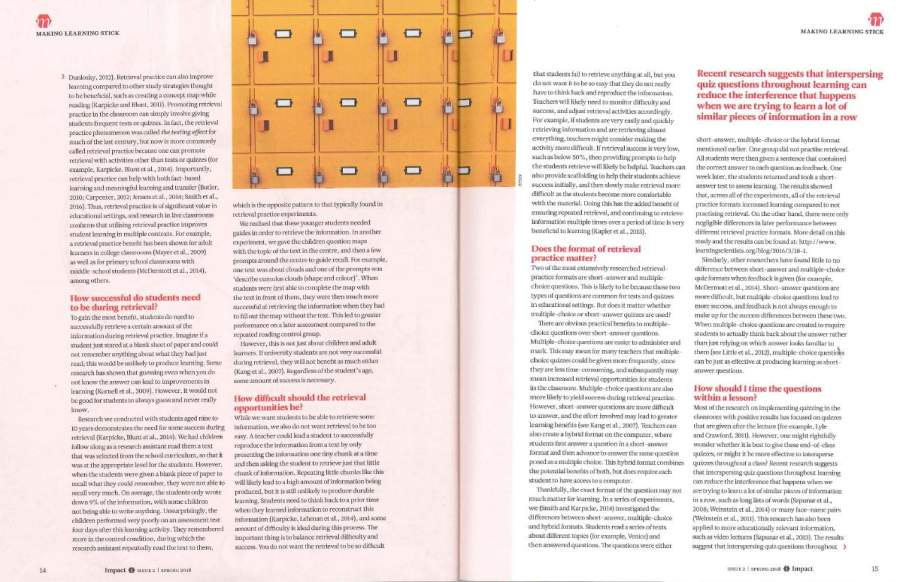 MAKING LEARNING STICK
Dunlosky, 2012). Retrieval practice can also improve
learning compared to other study strategies thought
to be beneficial, such as creating a concept map while
reading (Karpicke and Blunt, 2011). Promoting retrieval
practice in the classroom can simply involve giving
students frequent tests or quizzes. In fact, the retrieval
practice phenomenon was called the testing effect for
much of the last century, but now is more commonly
called retrieval practice because one can promote
retrieval with activities other than tests or quizzes (for
example, Karpicke, Blunt et al., 2014). Importantly,
retrieval practice can help with both fact-based
learning and meaningful learning and transfer (Butler,
2010; Carpenter, 2012; Jensen et al., 2014; Smith et al.,
2016). Thus, retrieval practice is of significant value in
educational settings, and research in live classrooms
confirms that utilising retrieval practice improves
student learning in multiple contexts. For example,
a retrieval practice benefit has been shown for adult
learners in college classrooms (Mayer et al., 2009)
as well as for primary school classrooms with
middle-school students (McDermott et al., 2014),
among others.
How successful do students need
to be during retrieval?
To gain the most benefit, students do need to
successfully retrieve a certain amount of the
information during retrieval practice. Imagine if a
student just stared at a blank sheet of paper and could
not remember anything about what they had just
read; this would be unlikely to produce learning. Some
research has shown that guessing even when you do
not know the answer can lead to improvements in
learning (Kornell et al., 2009). However, it would not
be good for students to always guess and never really
know.
Research we conducted with students aged nine to
10 years demonstrates the need for some success during
retrieval (Karpicke, Blunt et al., 2014). We had children
follow along as a research assistant read them a text
that was selected from the school curriculum, so that it
was at the appropriate level for the students. However,
when the students were given a blank piece of paper to
recall what they could remember, they were not able to
recall very much. On average, the students only wrote
down 9% of the information, with some children
not being able to write anything. Unsurprisingly, the
children performed very poorly on an assessment test
four days after this learning activity. They remembered
more in the control condition, during which the
research assistant repeatedly read the text to them,
which is the opposite pattern to that typically found in
retrieval practice experiments.
We realised that these younger students needed
guides in order to retrieve the information. In another
experiment, we gave the children question maps
with the topic of the text in the centre, and then a few
prompts around the centre to guide recall. For example,
one text was about clouds and one of the prompts was
'describe cumulus clouds (shape and colour)'. When
students were first able to complete the map with
the text in front of them, they were then much more
successful at retrieving the information when they had
to fill out the map without the text. This led to greater
performance on a later assessment compared to the
repeated reading control group.
However, this is not just about children and adult
learners. If university students are not very successful
during retrieval, they will not benefit as much either
(Kang et al., 2007). Regardless of the student's age,
some amount of success is necessary.
How difficult should the retrieval
opportunities be?
While we want students to be able to retrieve some
information, we also do not want retrieval to be too
easy. A teacher could lead a student to successfully
reproduce the information from a text by only
presenting the information one tiny chunk at a time
and then asking the student to retrieve just that little
chunk of information. Repeating little chunks like this
will likely lead to a high amount of information being
produced, but it is still unlikely to produce durable
learning. Students need to think back to a prior time
when they learned information to reconstruct this
information (Karpicke, Lehman et al., 2014), and some
amount of difficulty is ideal during this process. The
important thing is to balance retrieval difficulty and
success. You do not want the retrieval to be so difficult
14
Impact
ISSUE 2 | SPRING 2018
MAKING LEARNING STICK
that students fail to retrieve anything at all, but you
do not want it to be so easy that they do not really
have to think back and reproduce the information.
Teachers will likely need to monitor difficulty and
success, and adjust retrieval activities accordingly.
For example, if students are very easily and quickly
retrieving information and are retrieving almost
everything, teachers might consider making the
activity more difficult. If retrieval success is very low,
such as below 50%, then providing prompts to help
the students retrieve will likely be helpful. Teachers can
also provide scaffolding to help their students achieve
success initially, and then slowly make retrieval more
difficult as the students become more comfortable
with the material. Doing this has the added benefit of
ensuring repeated retrieval, and continuing to retrieve
information multiple times over a period of time is very
beneficial to learning (Kapler et al., 2015).
Does the format of retrieval
practice matter?
Two of the most extensively researched retrieval-
practice formats are short-answer and multiple-
choice questions. This is likely to be because these two
types of questions are common for tests and quizzes
in educational settings. But does it matter whether
multiple-choice or short-answer quizzes are used?
There are obvious practical benefits to multiple-
choice questions over short-answer questions.
Multiple-choice questions are easier to administer and
mark. This may mean for many teachers that multiple-
choice quizzes could be given more frequently, since
they are less time-consuming, and subsequently may
mean increased retrieval opportunities for students
in the classroom. Multiple-choice questions are also
more likely to yield success during retrieval practice.
However, short-answer questions are more difficult
to answer, and the effort involved may lead to greater
learning benefits (see Kang et al., 2007). Teachers can
also create a hybrid format on the computer, where
students first answer a question in a short-answer
format and then advance to answer the same question
posed as a multiple choice. This hybrid format combines
the potential benefits of both, but does require each
student to have access to a computer.
Thankfully, the exact format of the question may not
much matter for learning. In a series of experiments,
we (Smith and Karpicke, 2014) investigated the
differences between short-answer, multiple-choice
and hybrid formats. Students read a series of texts
about different topics (for example, Venice) and
then answered questions. The questions were either
Recent research suggests that interspersing
quiz questions throughout learning can
reduce the interference that happens
when we are trying to learn a lot of
similar pieces of information in a row
short-answer, multiple-choice or the hybrid format
mentioned earlier. One group did not practise retrieval.
All students were then given a sentence that contained
the correct answer to each question as feedback. One
week later, the students returned and took a short-
answer test to assess learning. The results showed
that, across all of the experiments, all of the retrieval
practice formats increased learning compared to not
practising retrieval. On the other hand, there were only
negligible differences in later performance between
different retrieval practice formats. More detail on this
study and the results can be found at: http://www.
learningscientists.org/blog/2016/3/18-1.
Similarly, other researchers have found little to no
difference between short-answer and multiple-choice
quiz formats when feedback is given (for example,
McDermott et al., 2014). Short-answer questions are
more difficult, but multiple-choice questions lead to
more success, and feedback is not always enough to
make up for the success differences between these two.
When multiple-choice questions are created to require
students to actually think back about the answer rather
than just relying on which answer looks familiar to
them (see Little et al., 2012), multiple-choice questions
can be just as effective at producing learning as short-
answer questions.
How should I time the questions
within a lesson?
Most of the research on implementing quizzing in the
classroom with positive results has focused on quizzes
that are given after the lecture (for example, Lyle
and Crawford, 2011). However, one might rightfully
wonder whether it is best to give these end-of-class
quizzes, or might it be more effective to intersperse
quizzes throughout a class? Recent research suggests
that interspersing quiz questions throughout learning
can reduce the interference that happens when we
are trying to learn a lot of similar pieces of information
in a row, such as long lists of words (Szpunar et al.,
2008; Weinstein et al., 2014) or many face-name pairs
(Weinstein et al., 2011). This research has also been
applied to more educationally relevant information,
such as video lectures (Szpunar et al., 2013). The results
suggest that interspersing quiz questions throughout
ISSUE 2 | SPRING 2018
Impact
15